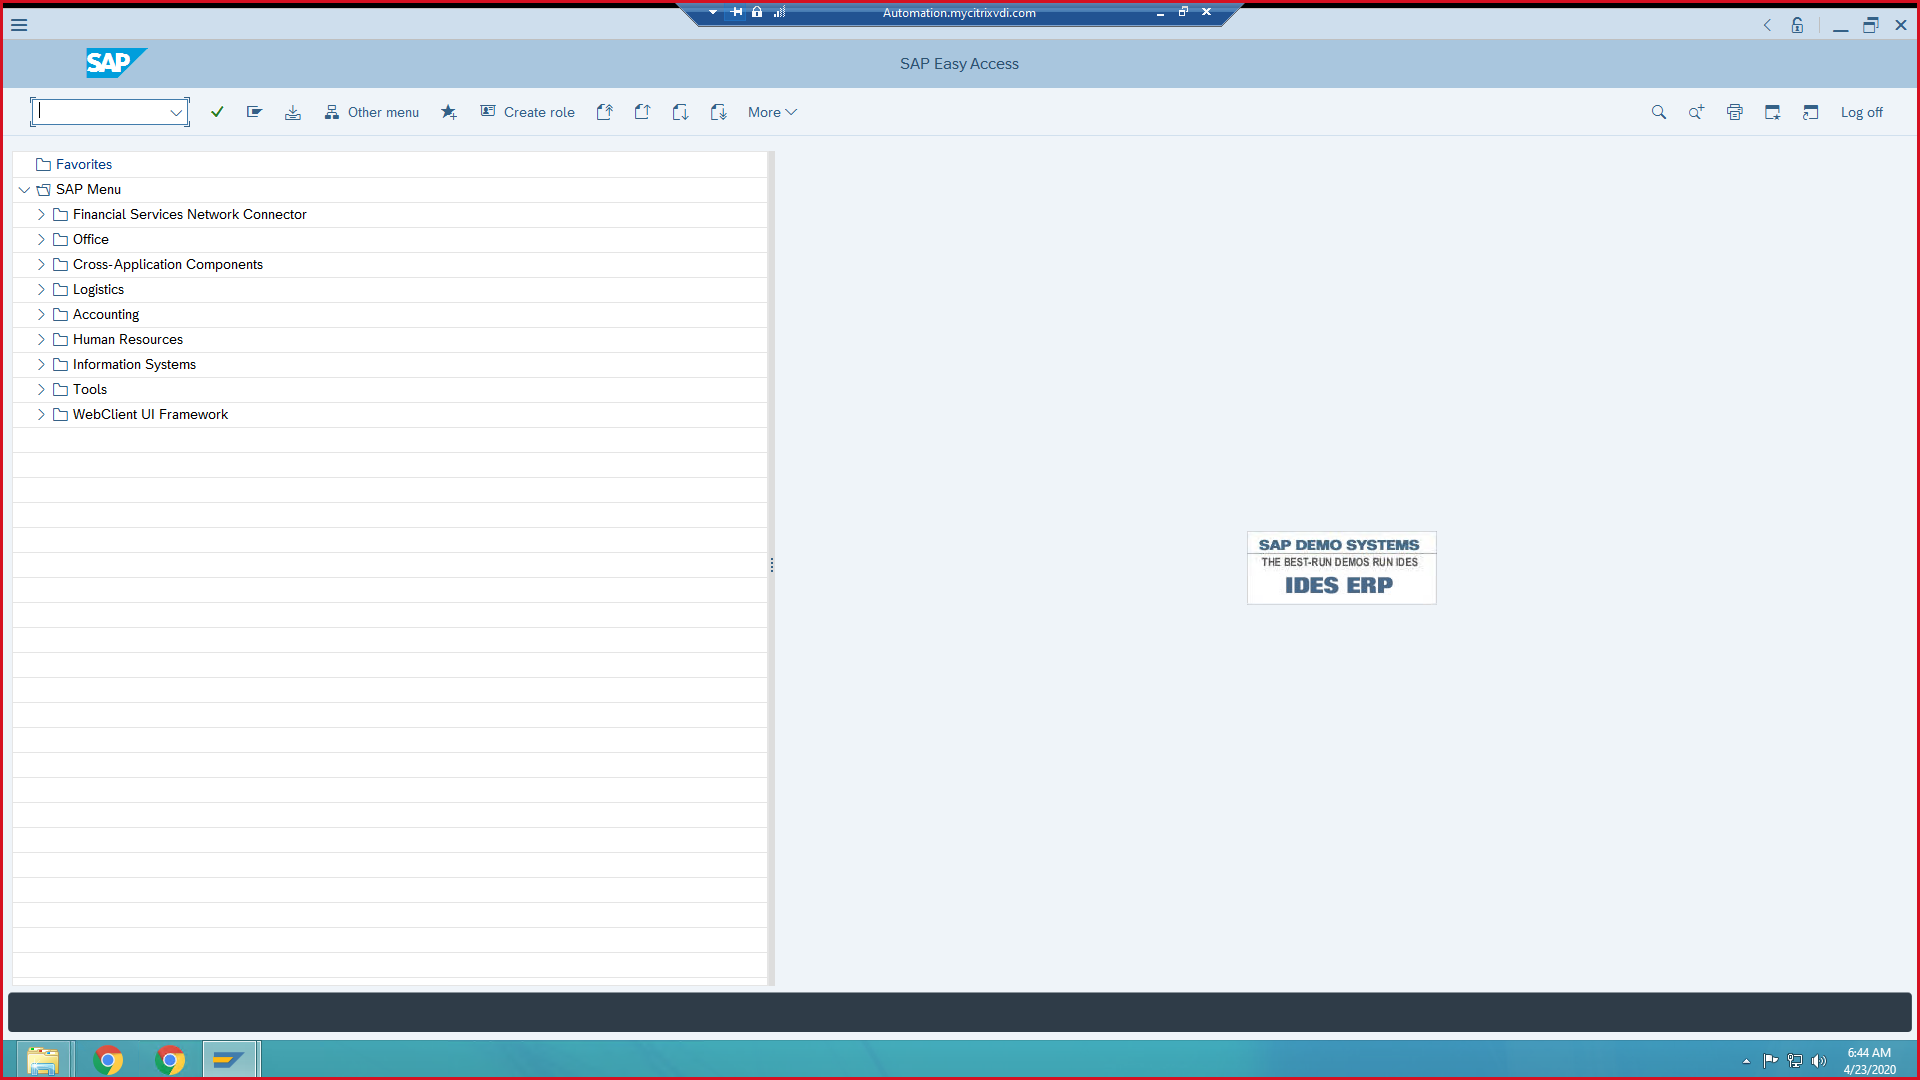 Automation.mycitrixvdi.com
SAP
SAP Easy Access
Other menu
Create role
More
Log off
Favorites
SAP Menu
Financial Services Network Connector
Office
Cross-Application Components
Logistics
Accounting
Human Resources
Information Systems
Tools
WebClient UI Framework
SAP DEMO SYSTEMS
THE BEST-RUN DEMOS RUN IDES
IDES ERP
6:44 AM
4/23/2020